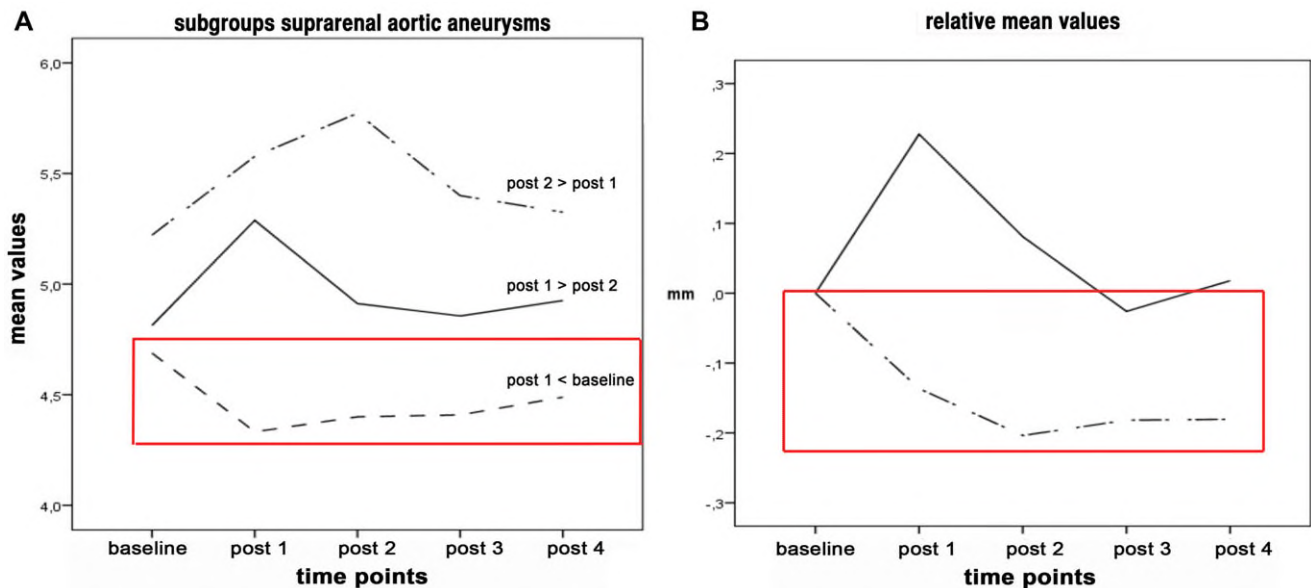 A
subgroups suprarenal aortic aneurysms
mean values
6,0
5,5
5,0
4,5
4,0
post 2 > post 1
post 1 > post 2
post 1 < baseline
baseline post 1 post 2 post 3 post 4
time points
B
relative mean values
mm
,3
,2
,1
,0
-,1
-,2
-,3
baseline post 1 post 2 post 3 post 4
time points